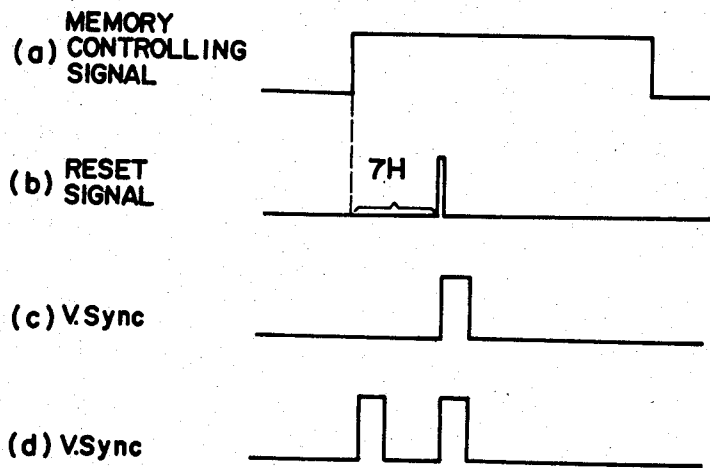 (a) MEMORY
CONTROLLING
SIGNAL
(b) RESET
SIGNAL
7H
(c) V.Sync
(d) V.Sync